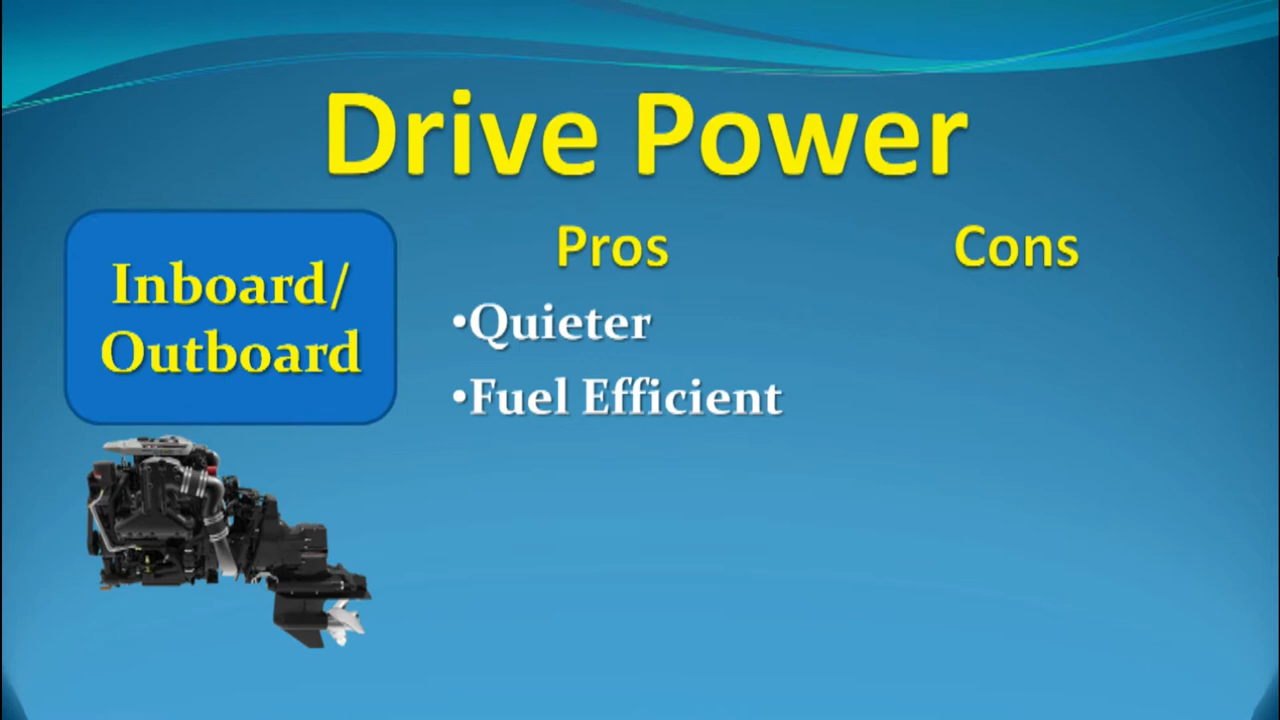 Drive Power
Inboard/
Outboard
Pros
•Quieter
•Fuel Efficient
Cons